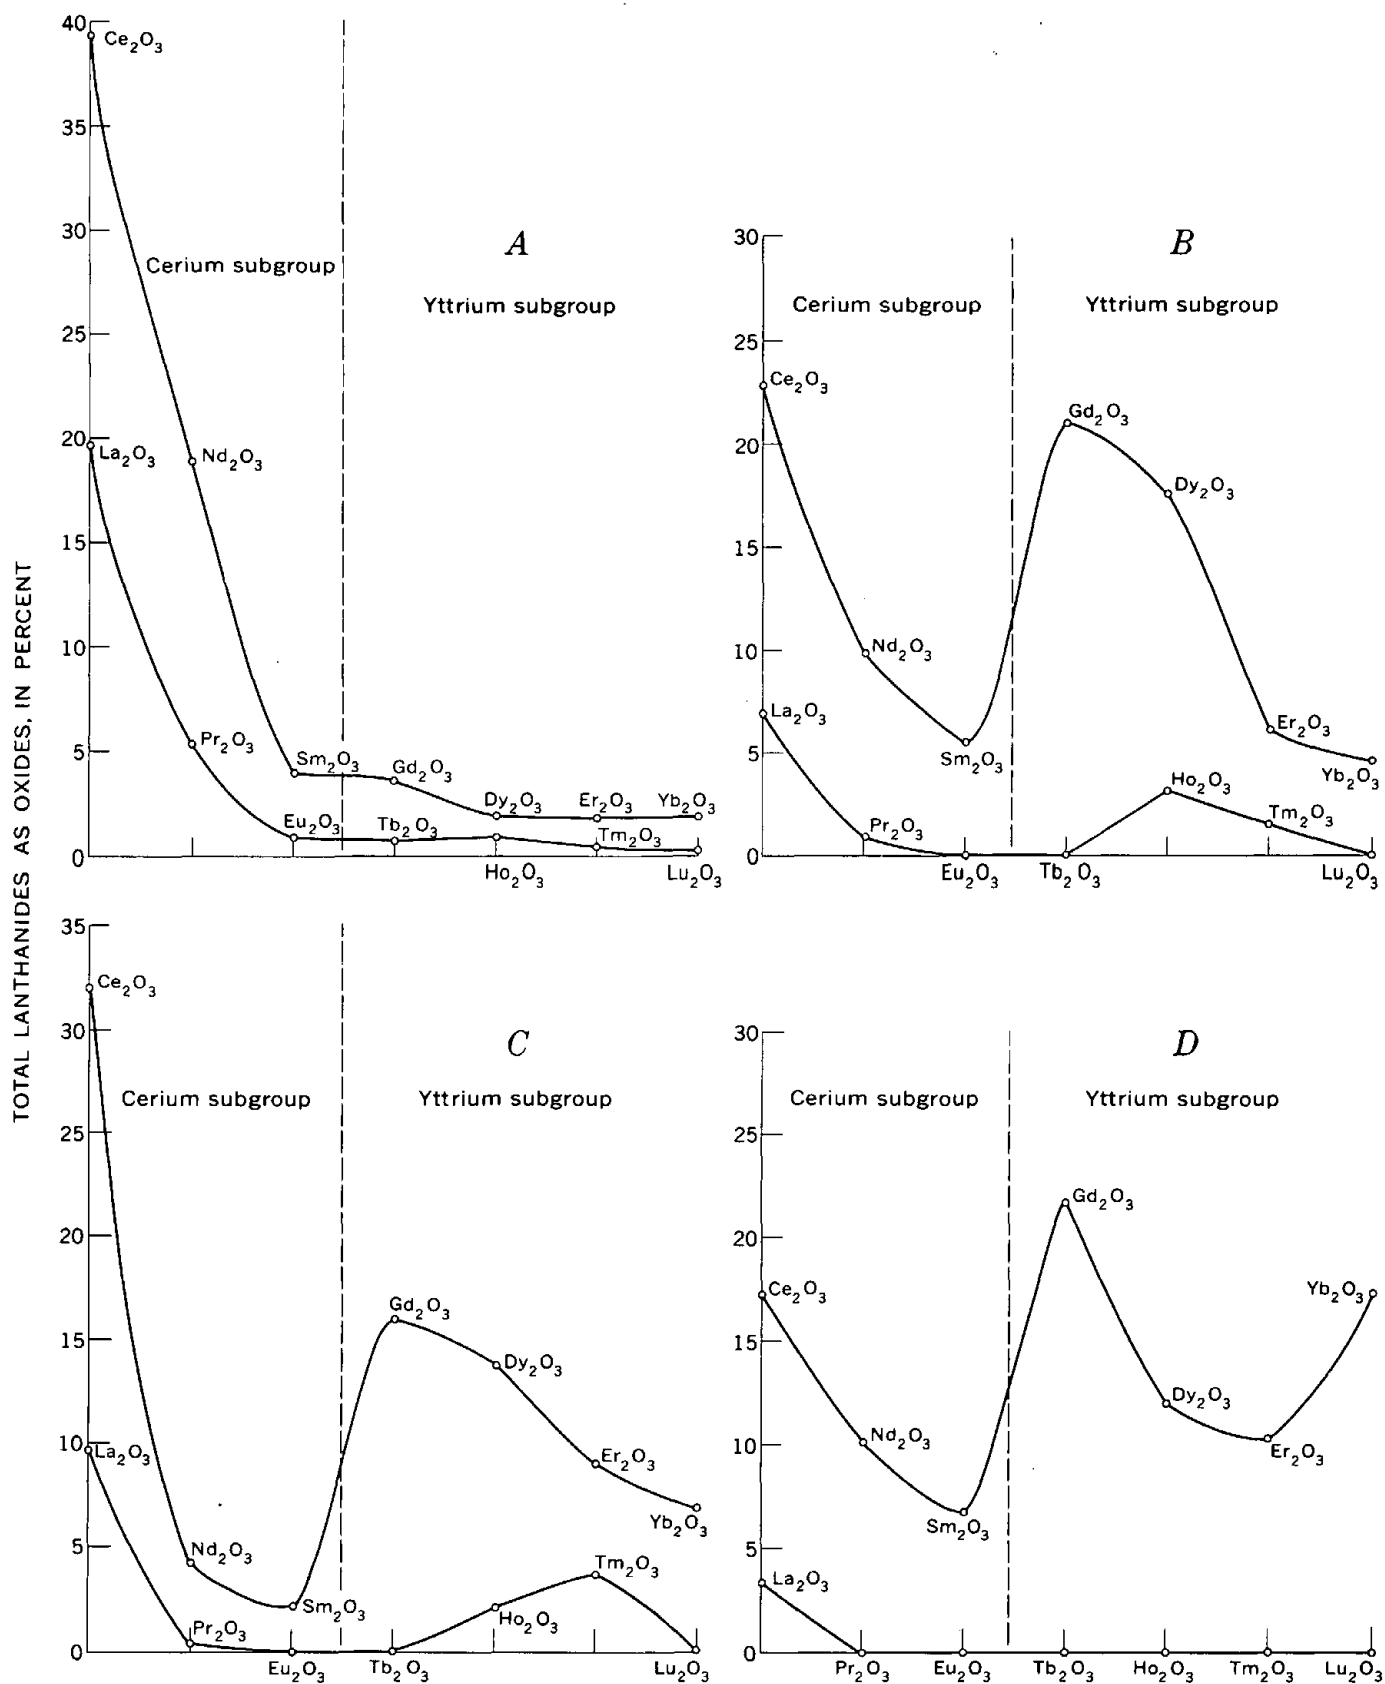 TOTAL LANTHANIDES AS OXIDES, IN PERCENT
A
Cerium subgroup
Yttrium subgroup
40
35
30
25
20
15
10
5
0
Ce₂O₃
La₂O₃
Nd₂O₃
Pr₂O₃
Sm₂O₃
Eu₂O₃
Gd₂O₃
Tb₂O₃
Dy₂O₃
Er₂O₃
Yb₂O₃
Tm₂O₃
Ho₂O₃
Lu₂O₃
B
Cerium subgroup
Yttrium subgroup
30
25
20
15
10
5
0
Ce₂O₃
Gd₂O₃
Dy₂O₃
Nd₂O₃
La₂O₃
Sm₂O₃
Er₂O₃
Yb₂O₃
Ho₂O₃
Pr₂O₃
Tm₂O₃
Eu₂O₃
Tb₂O₃
Lu₂O₃
C
Cerium subgroup
Yttrium subgroup
35
30
25
20
15
10
5
0
Ce₂O₃
Gd₂O₃
Dy₂O₃
La₂O₃
Er₂O₃
Yb₂O₃
Nd₂O₃
Tm₂O₃
Sm₂O₃
Ho₂O₃
Pr₂O₃
Eu₂O₃
Tb₂O₃
Lu₂O₃
D
Cerium subgroup
Yttrium subgroup
30
25
20
15
10
5
0
Gd₂O₃
Ce₂O₃
Yb₂O₃
Dy₂O₃
Nd₂O₃
Er₂O₃
Sm₂O₃
La₂O₃
Pr₂O₃
Eu₂O₃
Tb₂O₃
Ho₂O₃
Tm₂O₃
Lu₂O₃